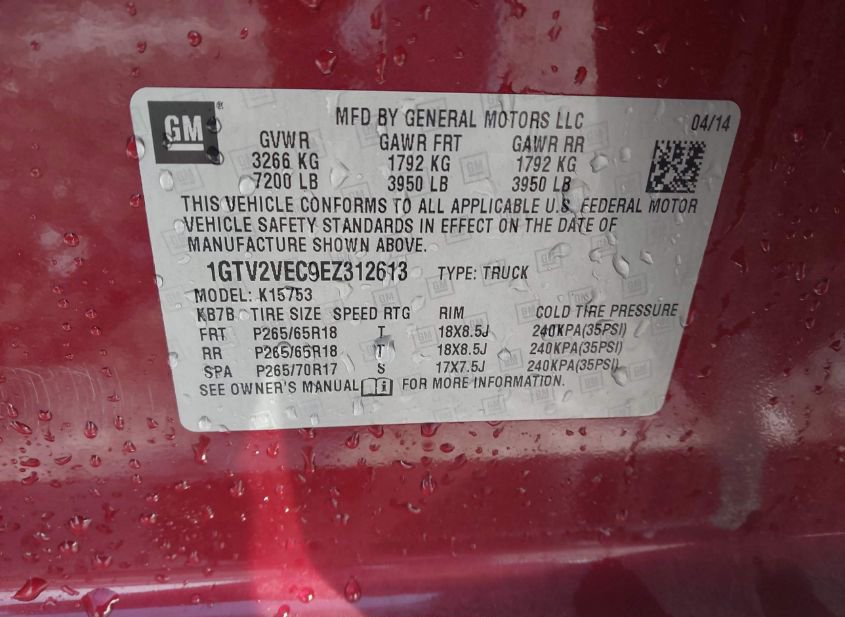 GM ® MFD BY GENERAL MOTORS LLC 04/14
GVWR GAWR FRT GAWR RR
3266 KG 1792 KG 1792 KG
7200 LB 3950 LB 3950 LB
THIS VEHICLE CONFORMS TO ALL APPLICABLE U.S. FEDERAL MOTOR
VEHICLE SAFETY STANDARDS IN EFFECT ON THE DATE OF
MANUFACTURE SHOWN ABOVE.
1GTV2VEC9EZ312613 TYPE: TRUCK
MODEL: K15753
KB7B TIRE SIZE SPEED RTG RIM COLD TIRE PRESSURE
FRT P265/65R18 T 18X8.5J 240KPA(35PSI)
RR P265/65R18 T 18X8.5J 240KPA(35PSI)
SPA P265/70R17 S 17X7.5J 240KPA(35PSI)
SEE OWNER'S MANUAL i FOR MORE INFORMATION.